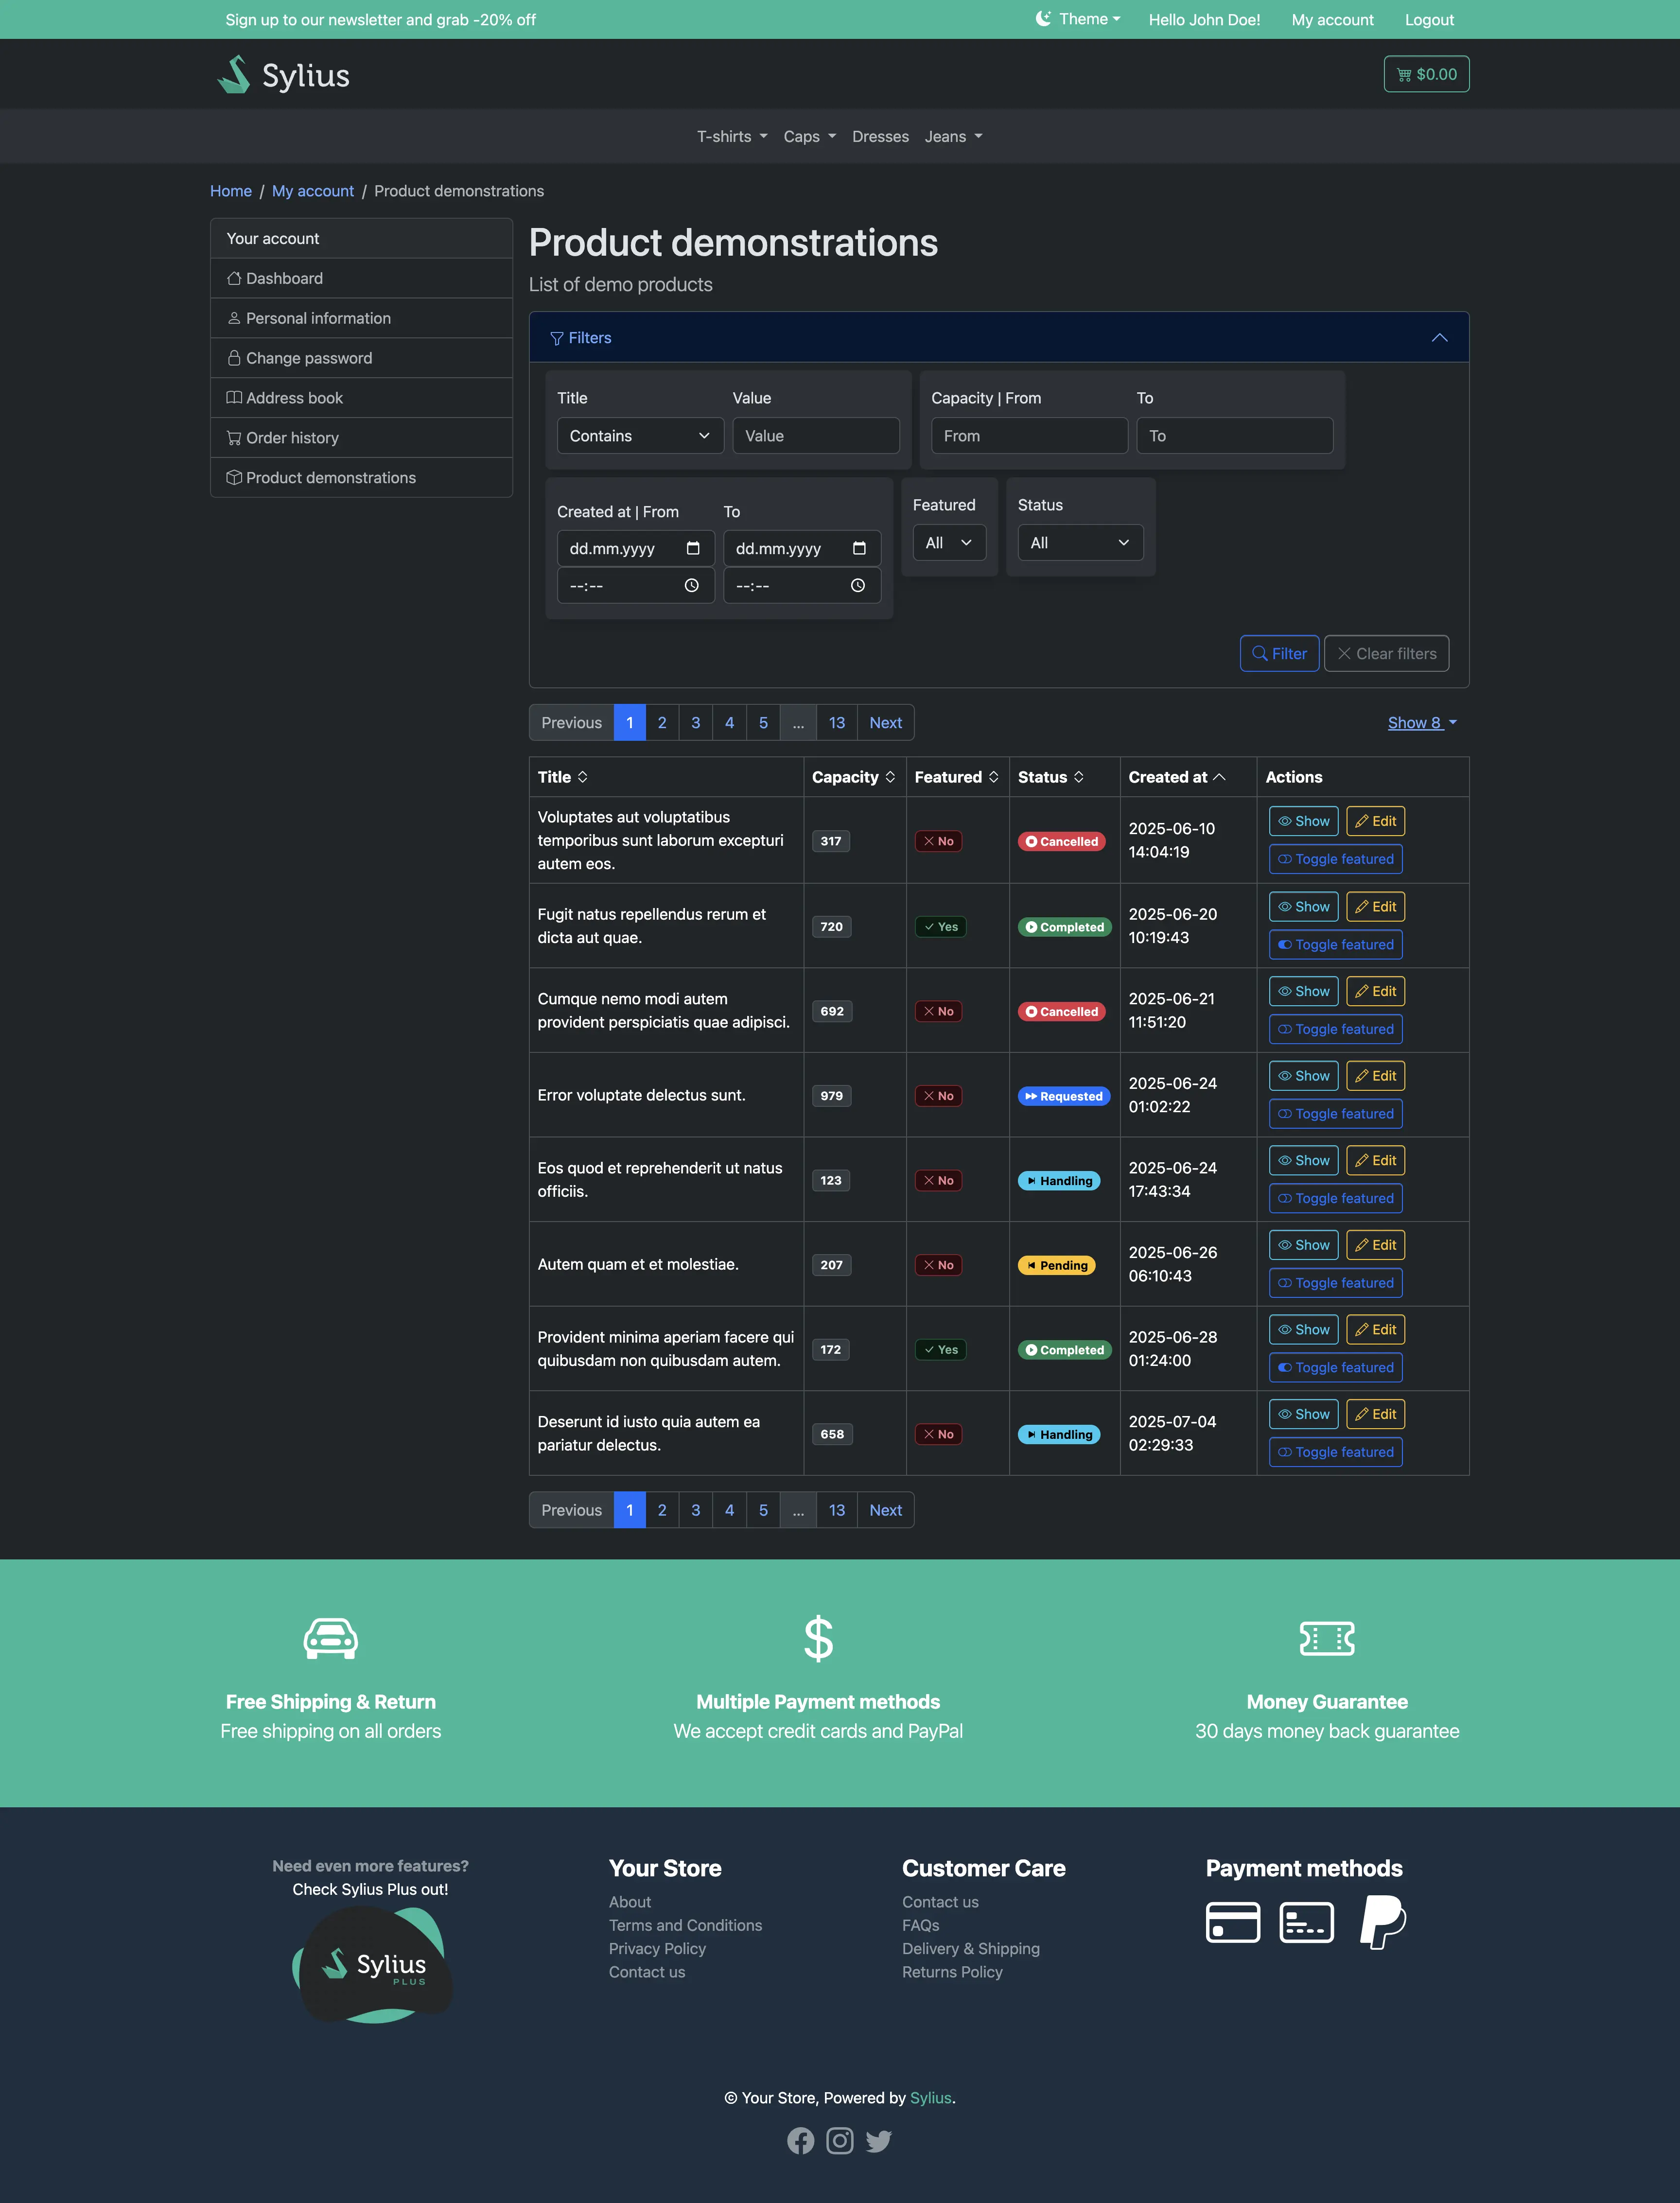 Sign up to our newsletter and grab -20% off
Theme
Hello John Doe!
My account
Logout
Sylius
$0.00
T-shirts
Caps
Dresses
Jeans
Home / My account / Product demonstrations
Your account
Dashboard
Personal information
Change password
Address book
Order history
Product demonstrations
Product demonstrations
List of demo products
Filters
Title
Value
Contains
Value
Capacity | From
To
From
To
Created at | From
To
dd.mm.yyyy
dd.mm.yyyy
--:--
--:--
Featured
All
Status
All
Filter
Clear filters
Previous 1 2 3 4 5 ... 13 Next
Show 8
Title Capacity Featured Status Created at Actions
Voluptates aut voluptatibus
temporibus sunt laborum excepturi
autem eos.
317
No
Cancelled
2025-06-10
14:04:19
Show
Edit
Toggle featured
Fugit natus repellendus rerum et
dicta aut quae.
720
Yes
Completed
2025-06-20
10:19:43
Show
Edit
Toggle featured
Cumque nemo modi autem
provident perspiciatis quae adipisci.
692
No
Cancelled
2025-06-21
11:51:20
Show
Edit
Toggle featured
Error voluptate delectus sunt.
979
No
Requested
2025-06-24
01:02:22
Show
Edit
Toggle featured
Eos quod et reprehenderit ut natus
officiis.
123
No
Handling
2025-06-24
17:43:34
Show
Edit
Toggle featured
Autem quam et et molestiae.
207
No
Pending
2025-06-26
06:10:43
Show
Edit
Toggle featured
Provident minima aperiam facere qui
quibusdam non quibusdam autem.
172
Yes
Completed
2025-06-28
01:24:00
Show
Edit
Toggle featured
Deserunt id iusto quia autem ea
pariatur delectus.
658
No
Handling
2025-07-04
02:29:33
Show
Edit
Toggle featured
Previous 1 2 3 4 5 ... 13 Next
$
Free Shipping & Return
Free shipping on all orders
Multiple Payment methods
We accept credit cards and PayPal
Money Guarantee
30 days money back guarantee
Need even more features?
Check Sylius Plus out!
Sylius
PLUS
Your Store
About
Terms and Conditions
Privacy Policy
Contact us
Customer Care
Contact us
FAQs
Delivery & Shipping
Returns Policy
Payment methods
© Your Store, Powered by Sylius.